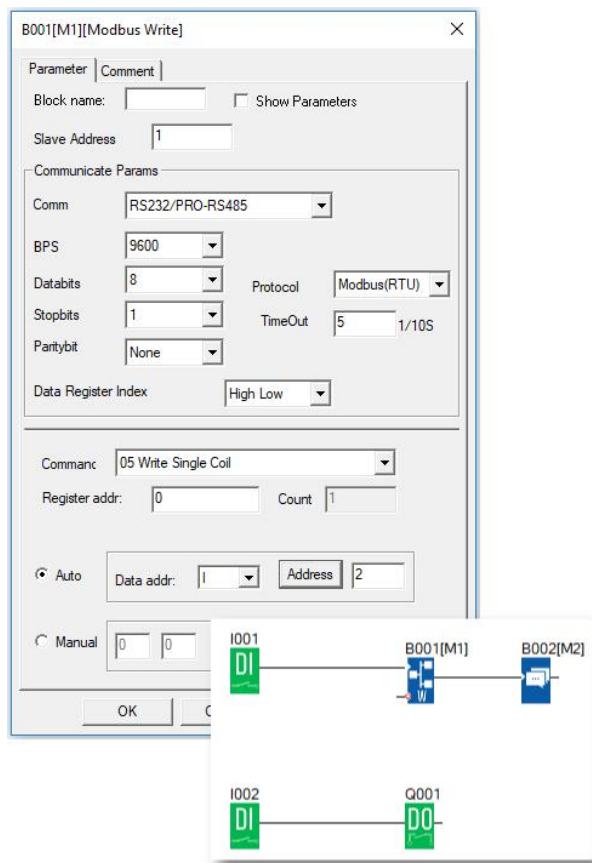 B001[M1][Modbus Write]
Parameter Comment
Block name: Show Parameters
Slave Address 1
Communicate Params
Comm RS232/PRO-RS485
BPS 9600
Databits 8 Protocol Modbus(RTU)
Stopbits 1 TimeOut 5 1/10S
Paritybit None
Data Register Index High Low
Commanc 05 Write Single Coil
Register addr: 0 Count 1
Auto Data addr: I Address 2
Manual 0 0
OK C
I001 B001[M1] B002[M2]
DI W
I002 Q001
DI DO